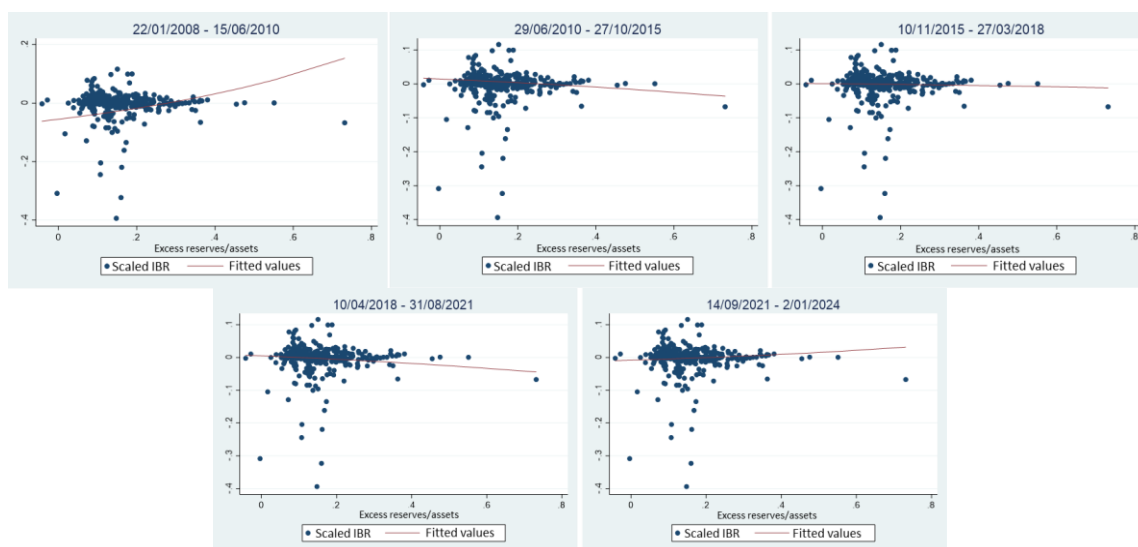 22/01/2008 - 15/06/2010
.2
0
-.2
-.4
0 .2 .4 .6 .8
Excess reserves/assets
Scaled IBR Fitted values
29/06/2010 - 27/10/2015
.1
0
-.1
-.2
-.3
-.4
0 .2 .4 .6 .8
Excess reserves/assets
Scaled IBR Fitted values
10/11/2015 - 27/03/2018
.1
0
-.1
-.2
-.3
-.4
0 .2 .4 .6 .8
Excess reserves/assets
Scaled IBR Fitted values
10/04/2018 - 31/08/2021
.1
0
-.1
-.2
-.3
-.4
0 .2 .4 .6 .8
Excess reserves/assets
Scaled IBR Fitted values
14/09/2021 - 2/01/2024
.1
0
-.1
-.2
-.3
-.4
0 .2 .4 .6 .8
Excess reserves/assets
Scaled IBR Fitted values